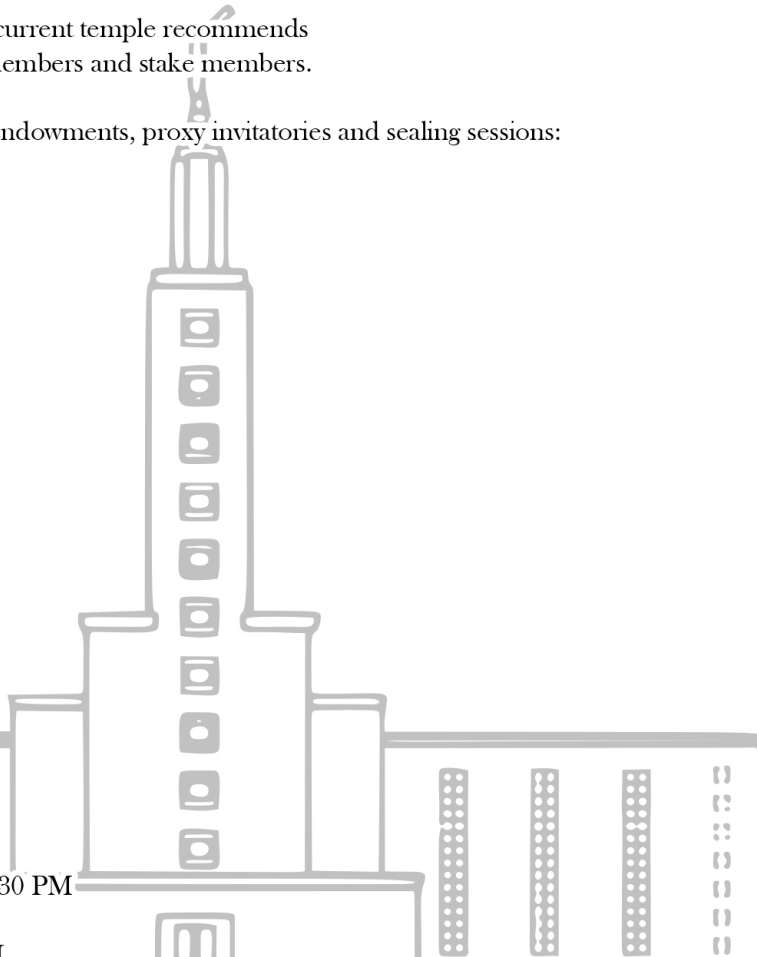 current temple recommends
embers and stake members.
ndowments, proxy invitatories and sealing sessions:
30 PM